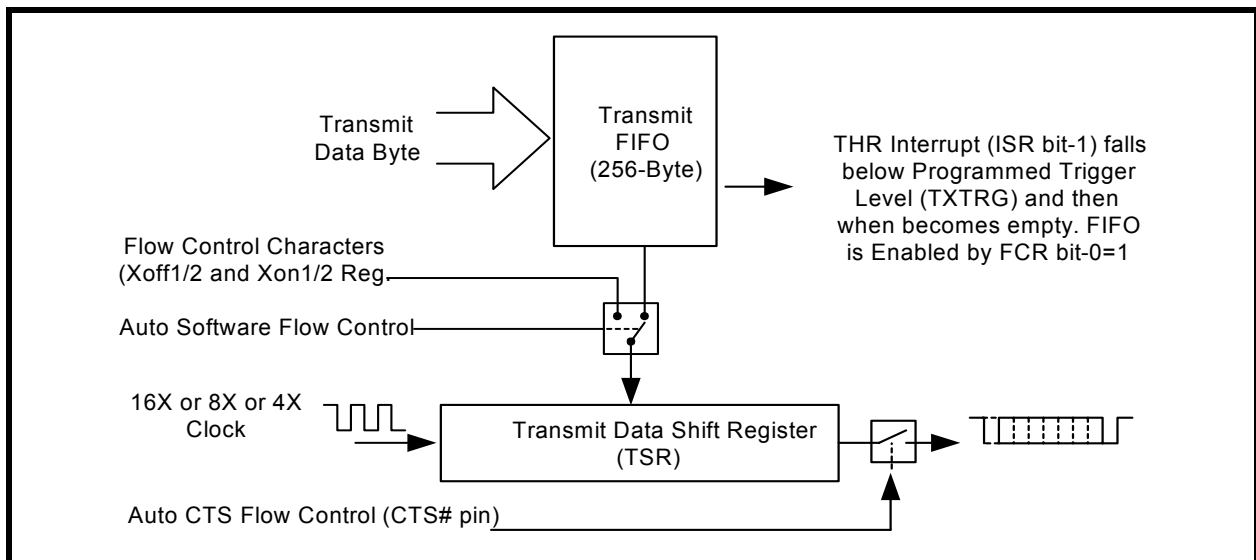 Transmit
Data Byte
Transmit
FIFO
(256-Byte)
THR Interrupt (ISR bit-1) falls
below Programmed Trigger
Level (TXTRG) and then
when becomes empty. FIFO
is Enabled by FCR bit-0=1
Flow Control Characters
(Xoff1/2 and Xon1/2 Reg.
Auto Software Flow Control
16X or 8X or 4X
Clock
Transmit Data Shift Register
(TSR)
Auto CTS Flow Control (CTS# pin)